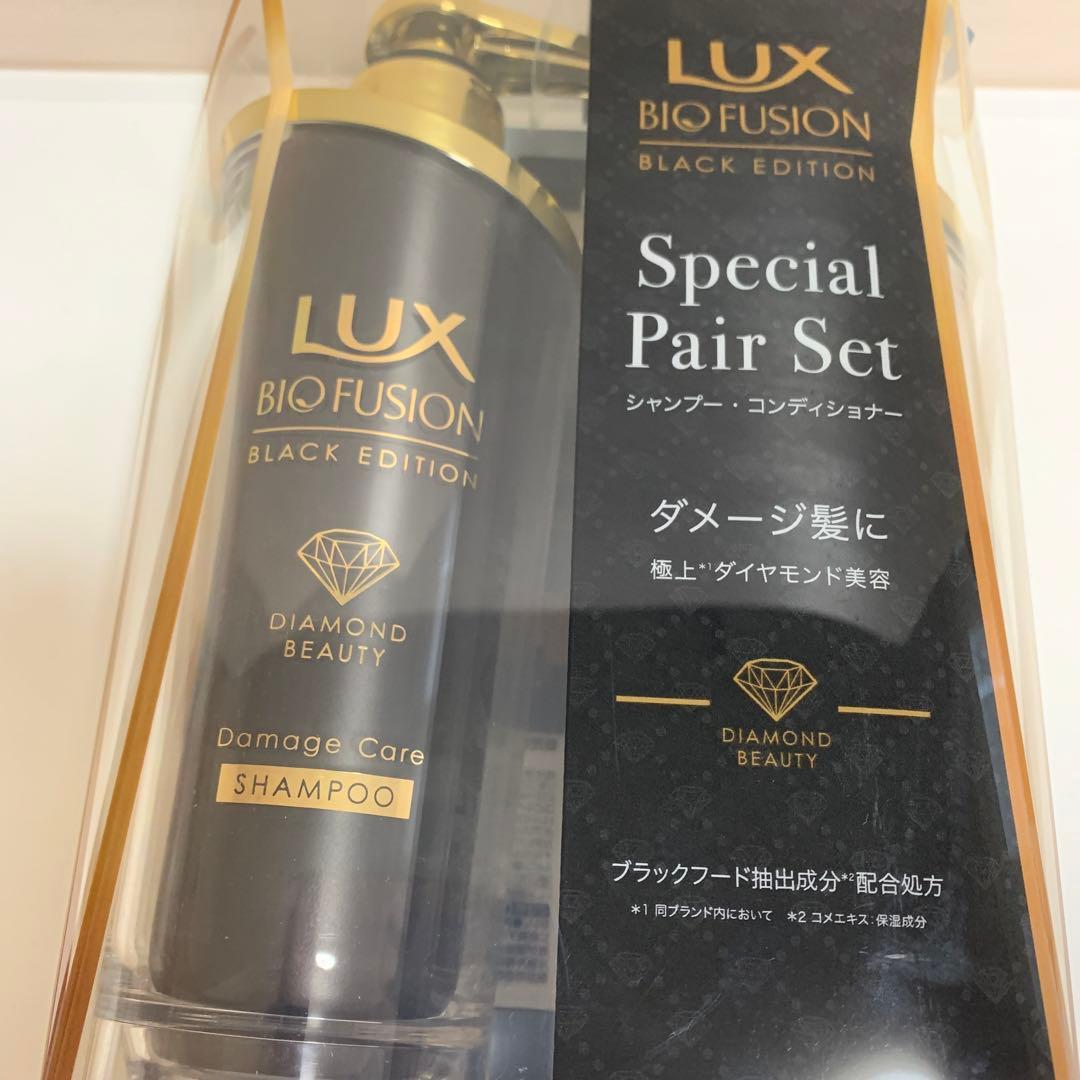 LUX
BIO FUSION
BLACK EDITION
DIAMOND
BEAUTY
Damage Care
SHAMPOO
LUX
BIO FUSION
BLACK EDITION
Special
Pair Set
シャンプー・コンディショナー
ダメージ髪に
極上*1ダイヤモンド美容
DIAMOND
BEAUTY
ブラックフード抽出成分*2配合処方
*1 同ブランド内において *2 コメエキス:保湿成分